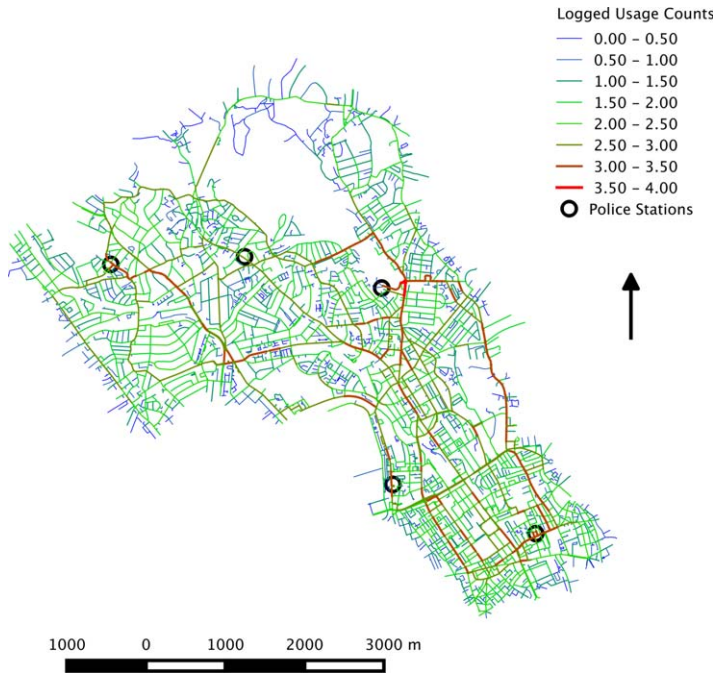 Logged Usage Counts
0.00 – 0.50
0.50 – 1.00
1.00 – 1.50
1.50 – 2.00
2.00 – 2.50
2.50 – 3.00
3.00 – 3.50
3.50 – 4.00
Police Stations
1000 0 1000 2000 3000 m